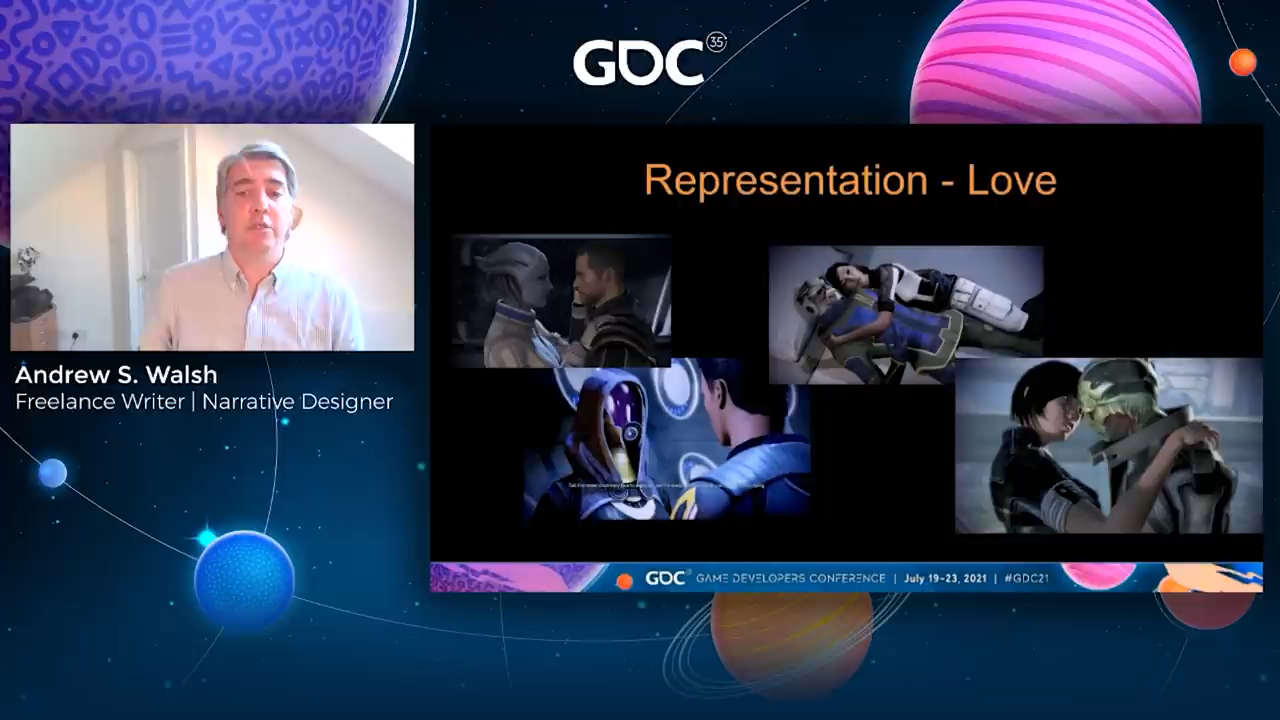 GDC 35
Representation - Love
Andrew S. Walsh
Freelance Writer | Narrative Designer
GDC GAME DEVELOPERS CONFERENCE | July 19-23, 2021 | #GDC21